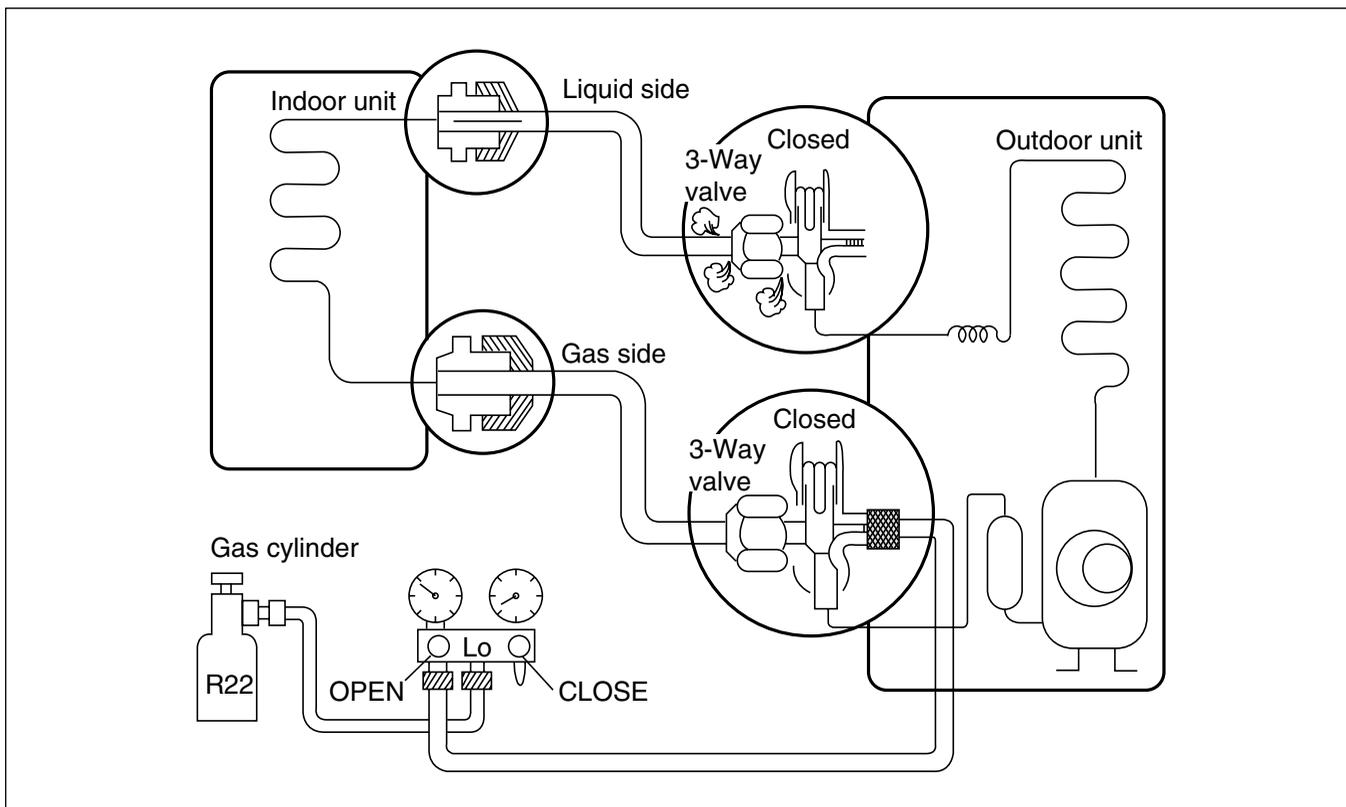 Indoor unit
Liquid side
Closed
3-Way
valve
Outdoor unit
Gas side
Closed
3-Way
valve
Gas cylinder
Lo
R22
OPEN
CLOSE